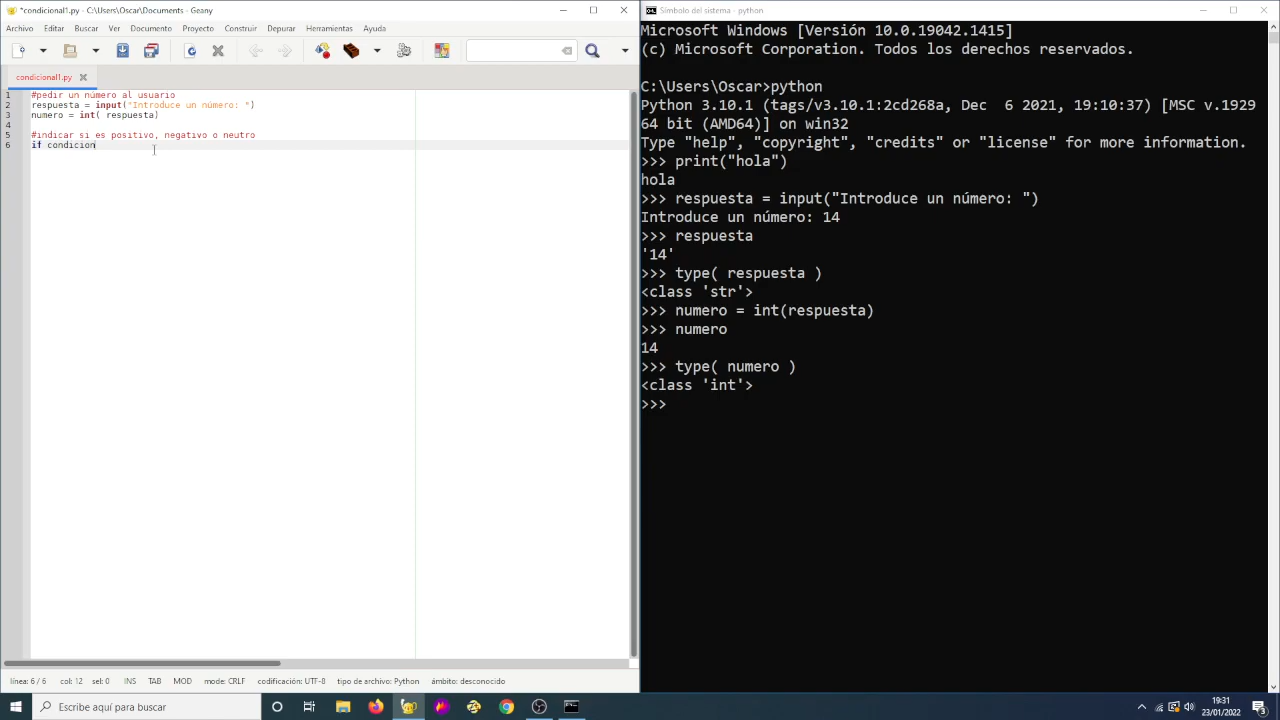 *condicional1.py - C:\Users\Oscar\Documents - Geany
Archivo Editar Buscar Ver Documento Proyecto Construir Depurar Herramientas Ayuda
condicional1.py
1 #pedir un número al usuario
2 respuesta = input("Introduce un número: ")
3 numero = int( respuesta)
4
5 #indicar si es positivo, negativo o neutro
6 if condicion
línea: 6 / 6 col: 12 sel: 0 INS TAB MOD mode: CRLF codificación: UTF-8 tipo de archivo: Python ámbito: desconocido
Símbolo del sistema - python
Microsoft Windows [Versión 10.0.19042.1415]
(c) Microsoft Corporation. Todos los derechos reservados.
C:\Users\Oscar>python
Python 3.10.1 (tags/v3.10.1:2cd268a, Dec  6 2021, 19:10:37) [MSC v.1929
64 bit (AMD64)] on win32
Type "help", "copyright", "credits" or "license" for more information.
>>> print("hola")
hola
>>> respuesta = input("Introduce un número: ")
Introduce un número: 14
>>> respuesta
'14'
>>> type( respuesta )
<class 'str'>
>>> numero = int(respuesta)
>>> numero
14
>>> type( numero )
<class 'int'>
>>>
Escribe aquí para buscar
19:31
23/01/2022
3